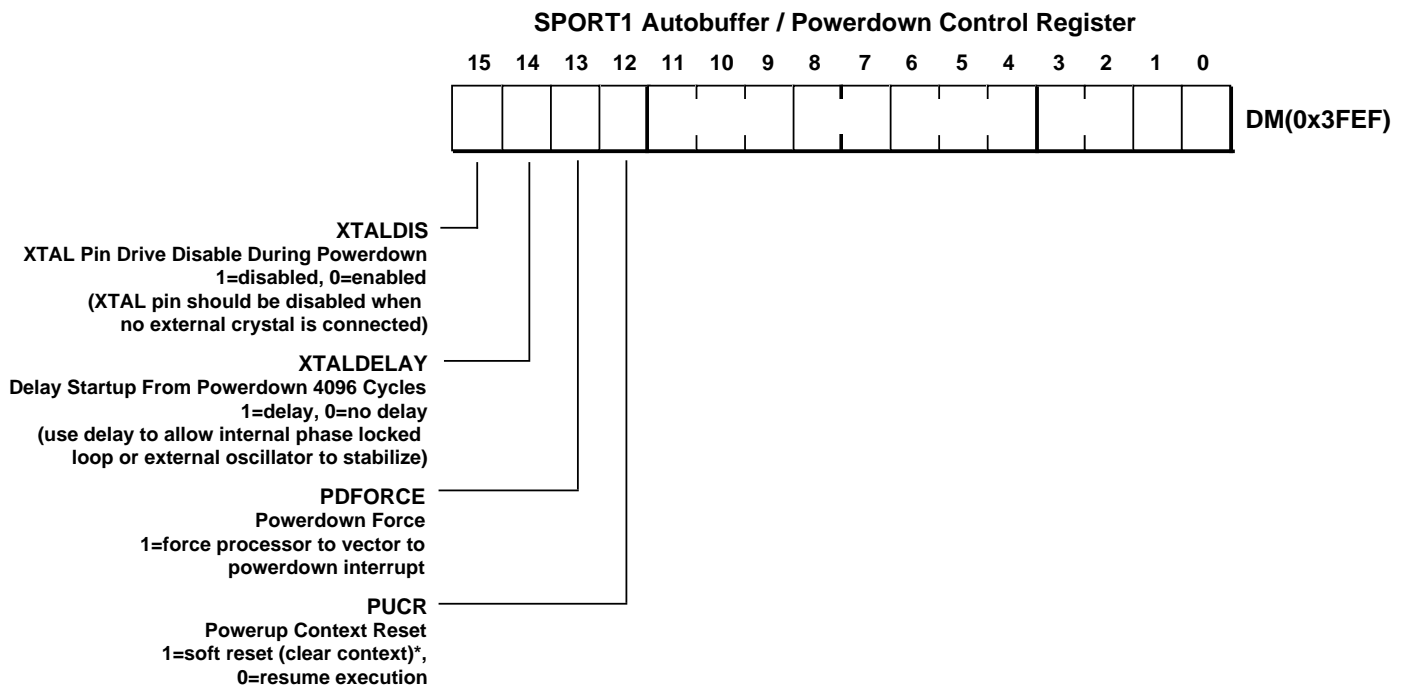 SPORT1 Autobuffer / Powerdown Control Register
15 14 13 12 11 10 9 8 7 6 5 4 3 2 1 0
DM(0x3FEF)
XTALDIS
XTAL Pin Drive Disable During Powerdown
1=disabled, 0=enabled
(XTAL pin should be disabled when
no external crystal is connected)
XTALDELAY
Delay Startup From Powerdown 4096 Cycles
1=delay, 0=no delay
(use delay to allow internal phase locked
loop or external oscillator to stabilize)
PDFORCE
Powerdown Force
1=force processor to vector to
powerdown interrupt
PUCR
Powerup Context Reset
1=soft reset (clear context)*,
0=resume execution